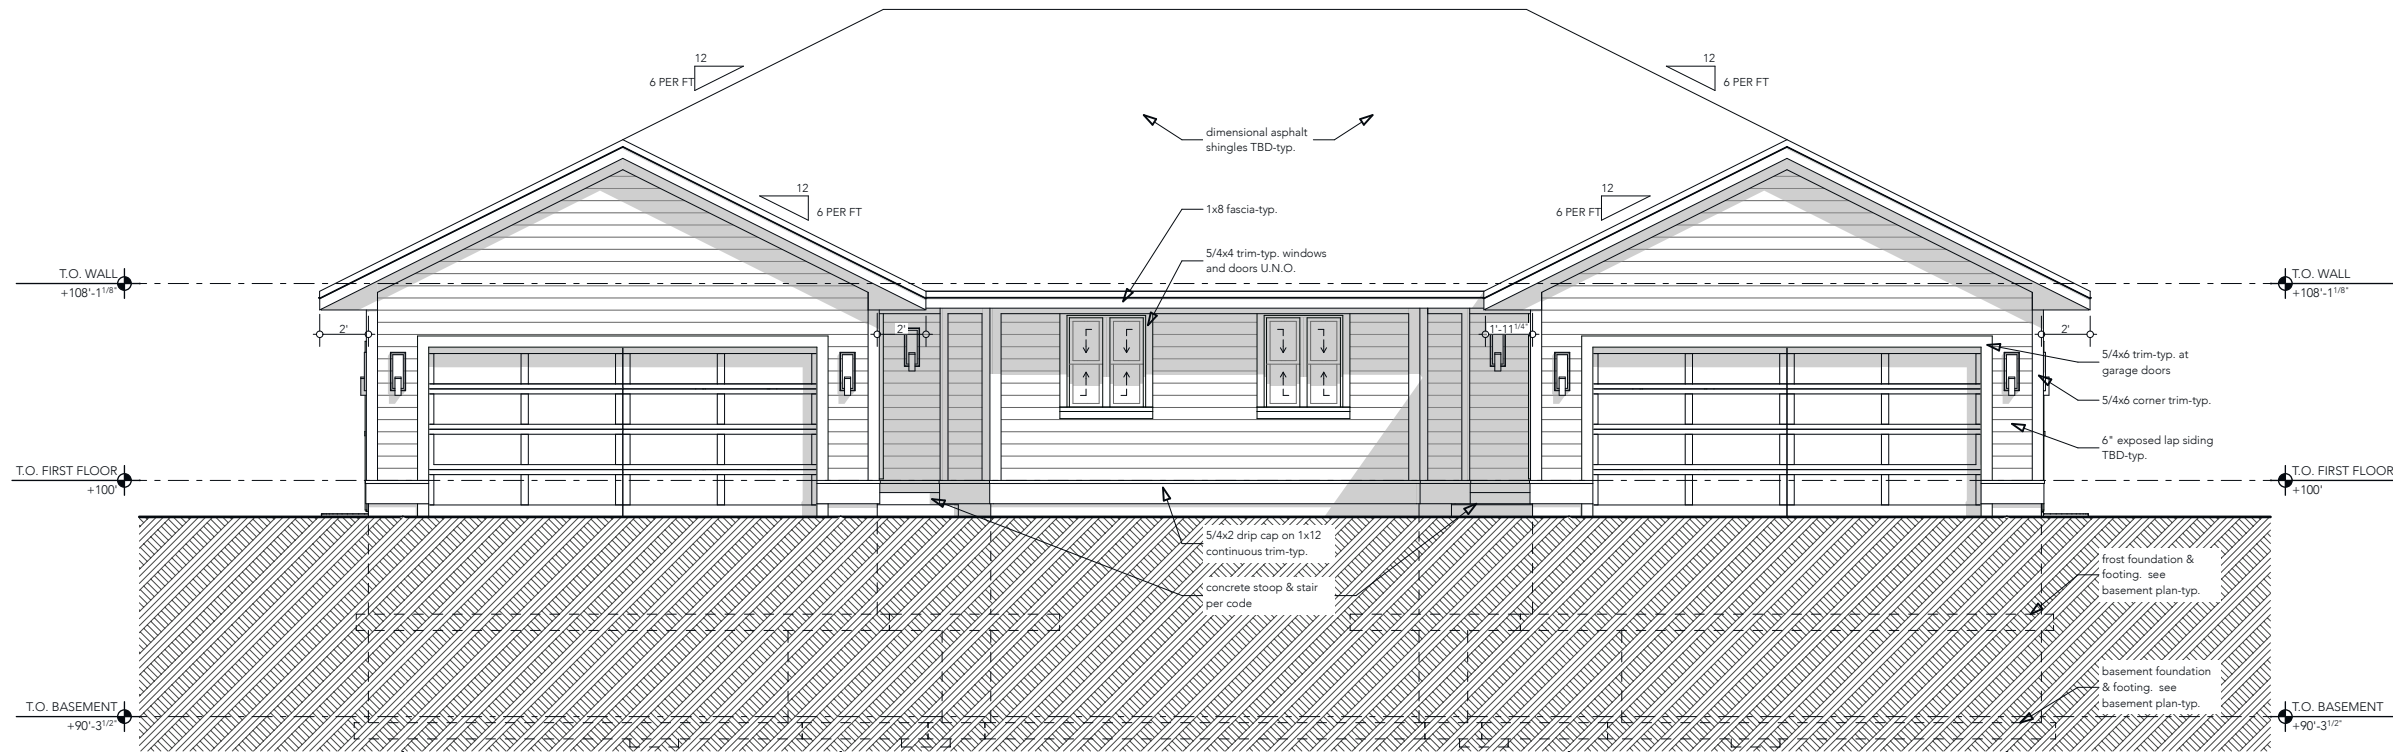 12
6 PER FT
12
6 PER FT
dimensional asphalt
shingles TBD-typ.
12
6 PER FT
12
6 PER FT
1x8 fascia-typ.
5/4x4 trim-typ. windows
and doors U.N.O.
T.O. WALL
+108'-1 1/8"
T.O. WALL
+108'-1 1/8"
2'
2'
1'-11 1/4"
2'
5/4x6 trim-typ. at
garage doors
5/4x6 corner trim-typ.
6" exposed lap siding
TBD-typ.
T.O. FIRST FLOOR
+100'
T.O. FIRST FLOOR
+100'
5/4x2 drip cap on 1x12
continuous trim-typ.
concrete stoop & stair
per code
frost foundation &
footing. see
basement plan-typ.
basement foundation
& footing. see
basement plan-typ.
T.O. BASEMENT
+90'-3 1/2"
T.O. BASEMENT
+90'-3 1/2"